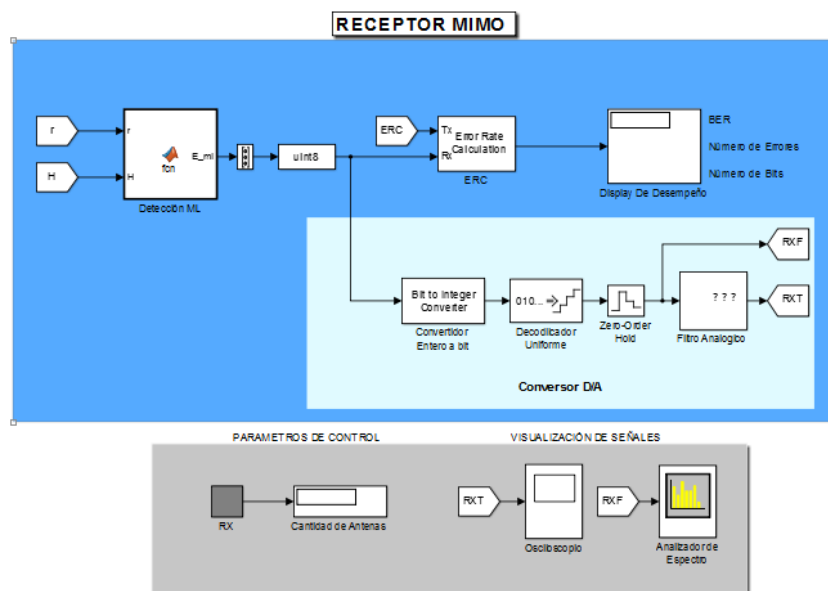 RECEPTOR MIMO
r
H
r
H
fcn
E_ml
Detección ML
uint8
ERC
Tx
Rx
Error Rate
Calculation
ERC
BER
Número de Errores
Número de Bits
Display De Desempeño
RXF
Bit to Integer
Converter
Convertidor
Entero a bit
010...
Decodificador
Uniforme
Zero-Order
Hold
? ? ?
Filtro Analogico
RXT
Conversor D/A
PARAMETROS DE CONTROL
VISUALIZACIÓN DE SEÑALES
RX
Cantidad de Antenas
RXT
Osciloscopio
RXF
Analizador de
Espectro